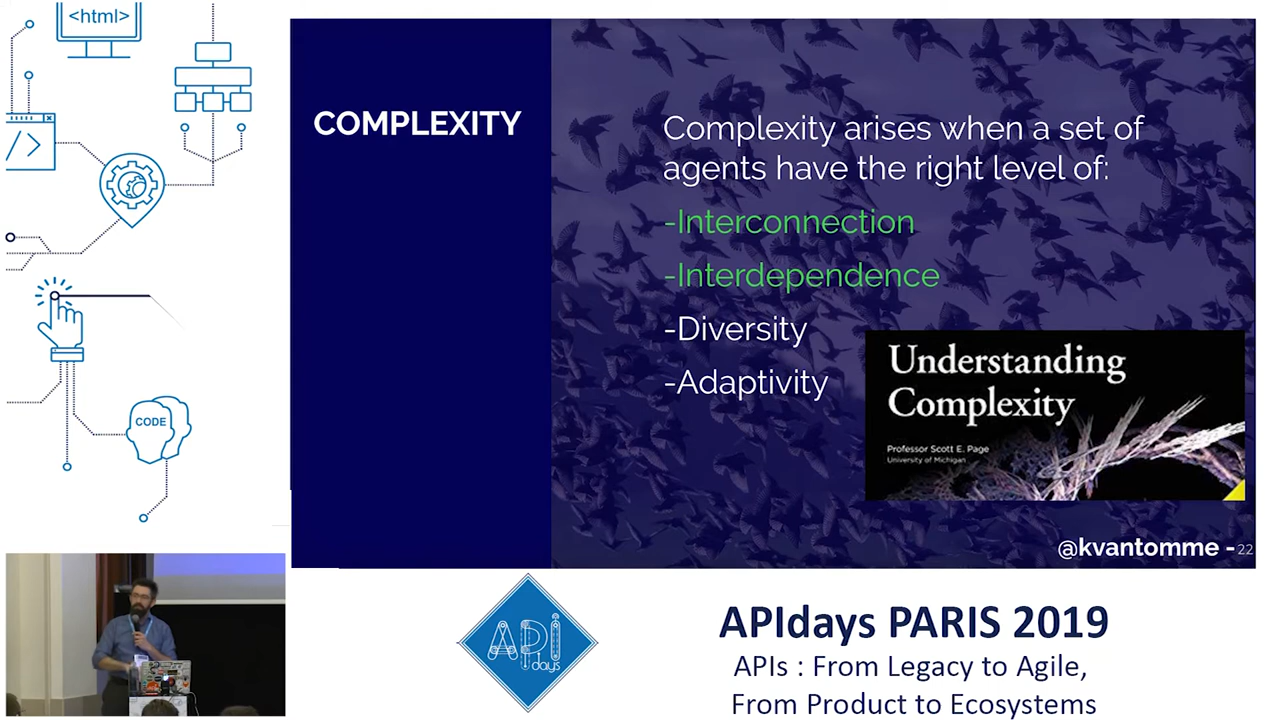 <html>
</>
CODE
COMPLEXITY
Complexity arises when a set of
agents have the right level of:
-Interconnection
-Interdependence
-Diversity
-Adaptivity
Understanding
Complexity
Professor Scott E. Page
University of Michigan
@kvantomme - 22
API
days
APIdays PARIS 2019
APIs : From Legacy to Agile,
From Product to Ecosystems